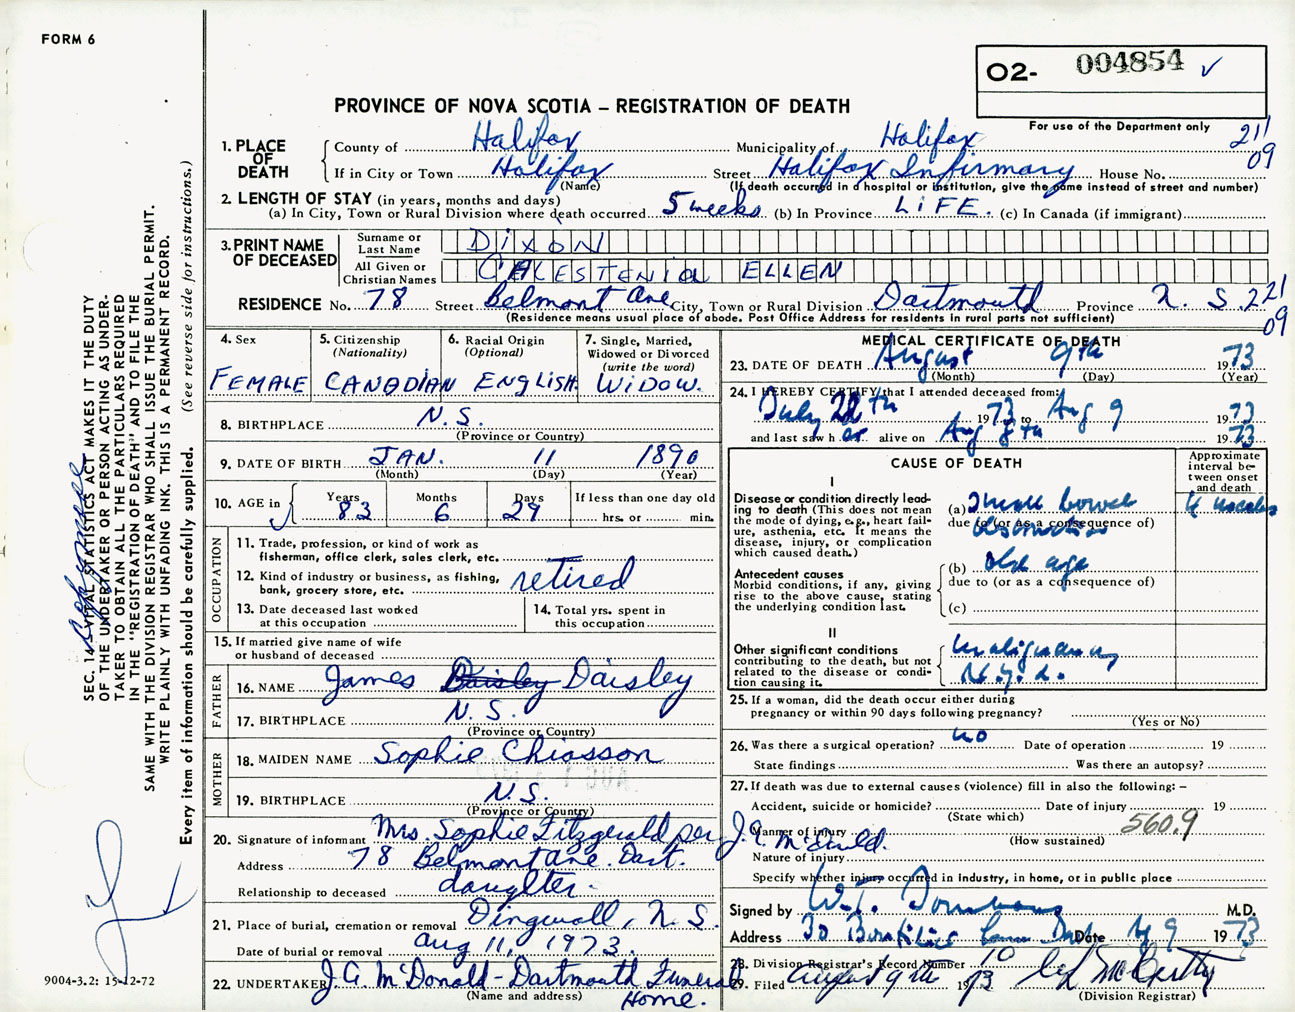 FORM 6
O2- 004854 ✓
PROVINCE OF NOVA SCOTIA – REGISTRATION OF DEATH
For use of the Department only
211
09
1. PLACE OF DEATH
County of Halifax Municipality of Halifax
If in City or Town Halifax Street Halifax Infirmary House No.
(Name) (If death occurred in a hospital or institution, give the name instead of street and number)
2. LENGTH OF STAY (in years, months and days)
(a) In City, Town or Rural Division where death occurred 5 weeks (b) In Province LIFE. (c) In Canada (if immigrant)
3. PRINT NAME OF DECEASED
Surname or Last Name DIXON
All Given or Christian Names CALESTENIA ELLEN
RESIDENCE No. 78 Street Belmont Ave City, Town or Rural Division Dartmouth Province N. S. 221
09
(Residence means usual place of abode. Post Office Address for residents in rural parts not sufficient)
4. Sex FEMALE
5. Citizenship (Nationality) CANADIAN
6. Racial Origin (Optional) ENGLISH
7. Single, Married, Widowed or Divorced (write the word) WIDOW.
8. BIRTHPLACE N.S.
(Province or Country)
9. DATE OF BIRTH JAN. 11 1890
(Month) (Day) (Year)
10. AGE in Years 83 Months 6 Days 29 If less than one day old
hrs. or min.
OCCUPATION
11. Trade, profession, or kind of work as fisherman, office clerk, sales clerk, etc.
12. Kind of industry or business, as fishing, bank, grocery store, etc. retired
13. Date deceased last worked at this occupation
14. Total yrs. spent in this occupation
15. If married give name of wife or husband of deceased
FATHER
16. NAME James Daisley Daisley
17. BIRTHPLACE N.S.
(Province or Country)
MOTHER
18. MAIDEN NAME Sophie Chiasson
19. BIRTHPLACE N.S.
(Province or Country)
20. Signature of informant Mrs. Sophie Fitzgerald per J.G. McDonald.
Address 78 Belmont Ave. Dart.
Relationship to deceased daughter.
21. Place of burial, cremation or removal Dingwall, N.S.
Date of burial or removal Aug 11, 1973.
22. UNDERTAKER J.G. McDonald - Dartmouth Funeral Home.
(Name and address)
MEDICAL CERTIFICATE OF DEATH
23. DATE OF DEATH August 9th 1973
(Month) (Day) (Year)
24. I HEREBY CERTIFY that I attended deceased from:
July 1973 to Aug 9 1973
and last saw her alive on Aug 8th 1973
CAUSE OF DEATH
Approximate interval between onset and death
I
Disease or condition directly leading to death (This does not mean the mode of dying, e.g., heart failure, asthenia, etc. It means the disease, injury, or complication which caused death.)
(a) Small bowel obstruction 4 weeks
due to (or as a consequence of)
Antecedent causes
Morbid conditions, if any, giving rise to the above cause, stating the underlying condition last.
(b) old age
due to (or as a consequence of)
(c)
II
Other significant conditions contributing to the death, but not related to the disease or condition causing it.
Malignancy
N.Y.D.
25. If a woman, did the death occur either during pregnancy or within 90 days following pregnancy?
(Yes or No)
26. Was there a surgical operation? no Date of operation 19
State findings Was there an autopsy?
27. If death was due to external causes (violence) fill in also the following: –
Accident, suicide or homicide? Date of injury 19
(State which)
Manner of injury 560.9
(How sustained)
Nature of injury
Specify whether injury occurred in industry, in home, or in public place
Signed by W.T. M.D.
Address 30 Dart Date Aug 9 1973
28. Division Registrar's Record Number 10
29. Filed August 9th 1973 McCarthy
(Division Registrar)
SEC. 14 – VITAL STATISTICS ACT MAKES IT THE DUTY
OF THE UNDERTAKER OR PERSON ACTING AS UNDER-
TAKER TO OBTAIN ALL THE PARTICULARS REQUIRED
IN THE "REGISTRATION OF DEATH" AND TO FILE THE
SAME WITH THE DIVISION REGISTRAR WHO SHALL ISSUE THE BURIAL PERMIT.
WRITE PLAINLY WITH UNFADING INK. THIS IS A PERMANENT RECORD.
Every item of information should be carefully supplied. (See reverse side for instructions.)
9004-3.2: 15-12-72